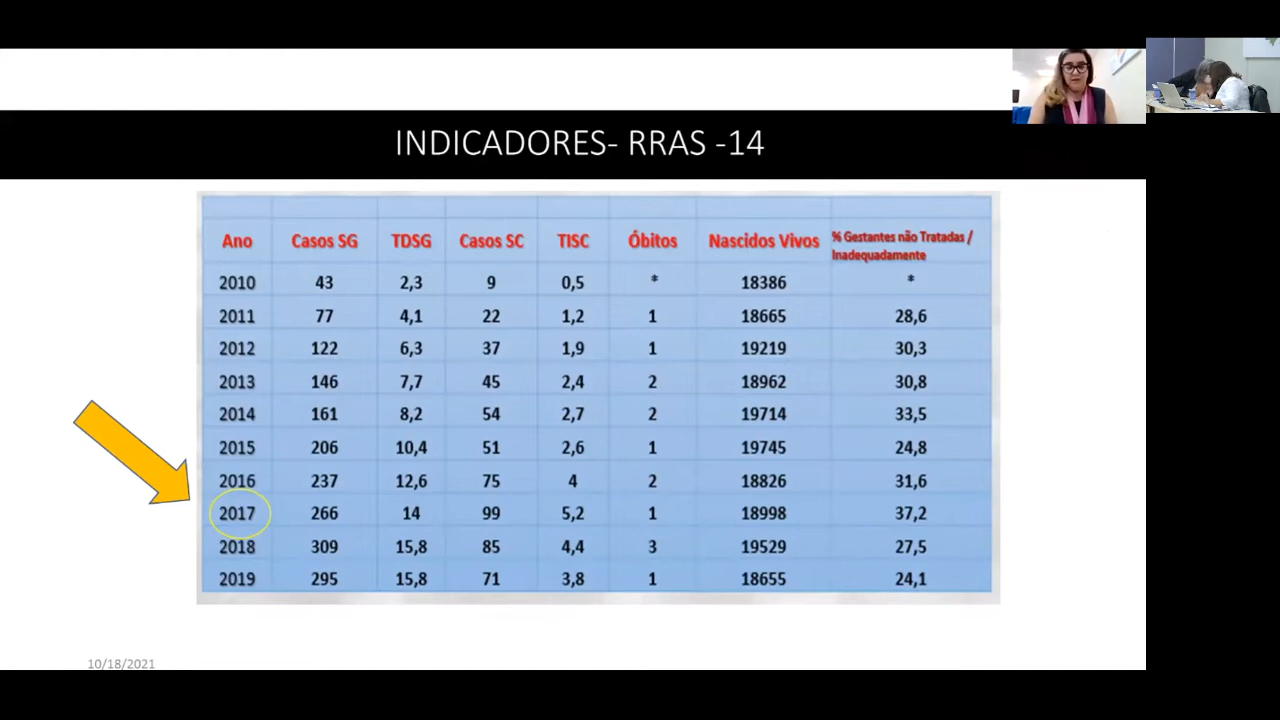 INDICADORES- RRAS -14
Ano Casos SG TDSG Casos SC TISC Óbitos Nascidos Vivos % Gestantes não Tratadas / Inadequadamente
2010 43 2,3 9 0,5 * 18386 *
2011 77 4,1 22 1,2 1 18665 28,6
2012 122 6,3 37 1,9 1 19219 30,3
2013 146 7,7 45 2,4 2 18962 30,8
2014 161 8,2 54 2,7 2 19714 33,5
2015 206 10,4 51 2,6 1 19745 24,8
2016 237 12,6 75 4 2 18826 31,6
2017 266 14 99 5,2 1 18998 37,2
2018 309 15,8 85 4,4 3 19529 27,5
2019 295 15,8 71 3,8 1 18655 24,1
10/18/2021